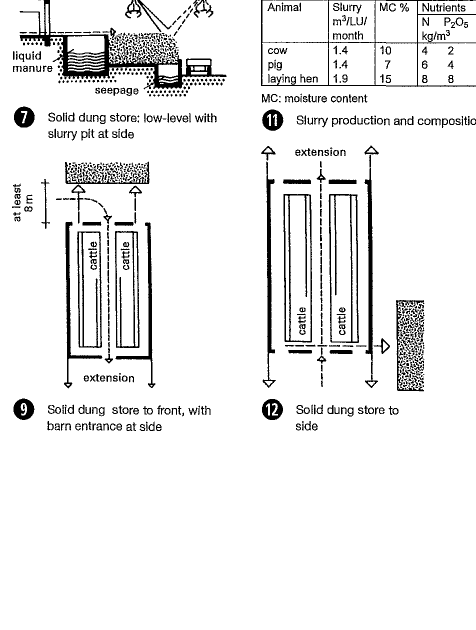 liquid
manure
seepage
7 Solid dung store: low-level with
slurry pit at side
Animal Slurry MC % Nutrients
m³/LU/ N P₂O₅
month kg/m³
cow 1.4 10 4 2
pig 1.4 7 6 4
laying hen 1.9 15 8 8
MC: moisture content
11 Slurry production and compositio
at least
8 m
cattle
cattle
extension
9 Solid dung store to front, with
barn entrance at side
extension
cattle
cattle
12 Solid dung store to
side